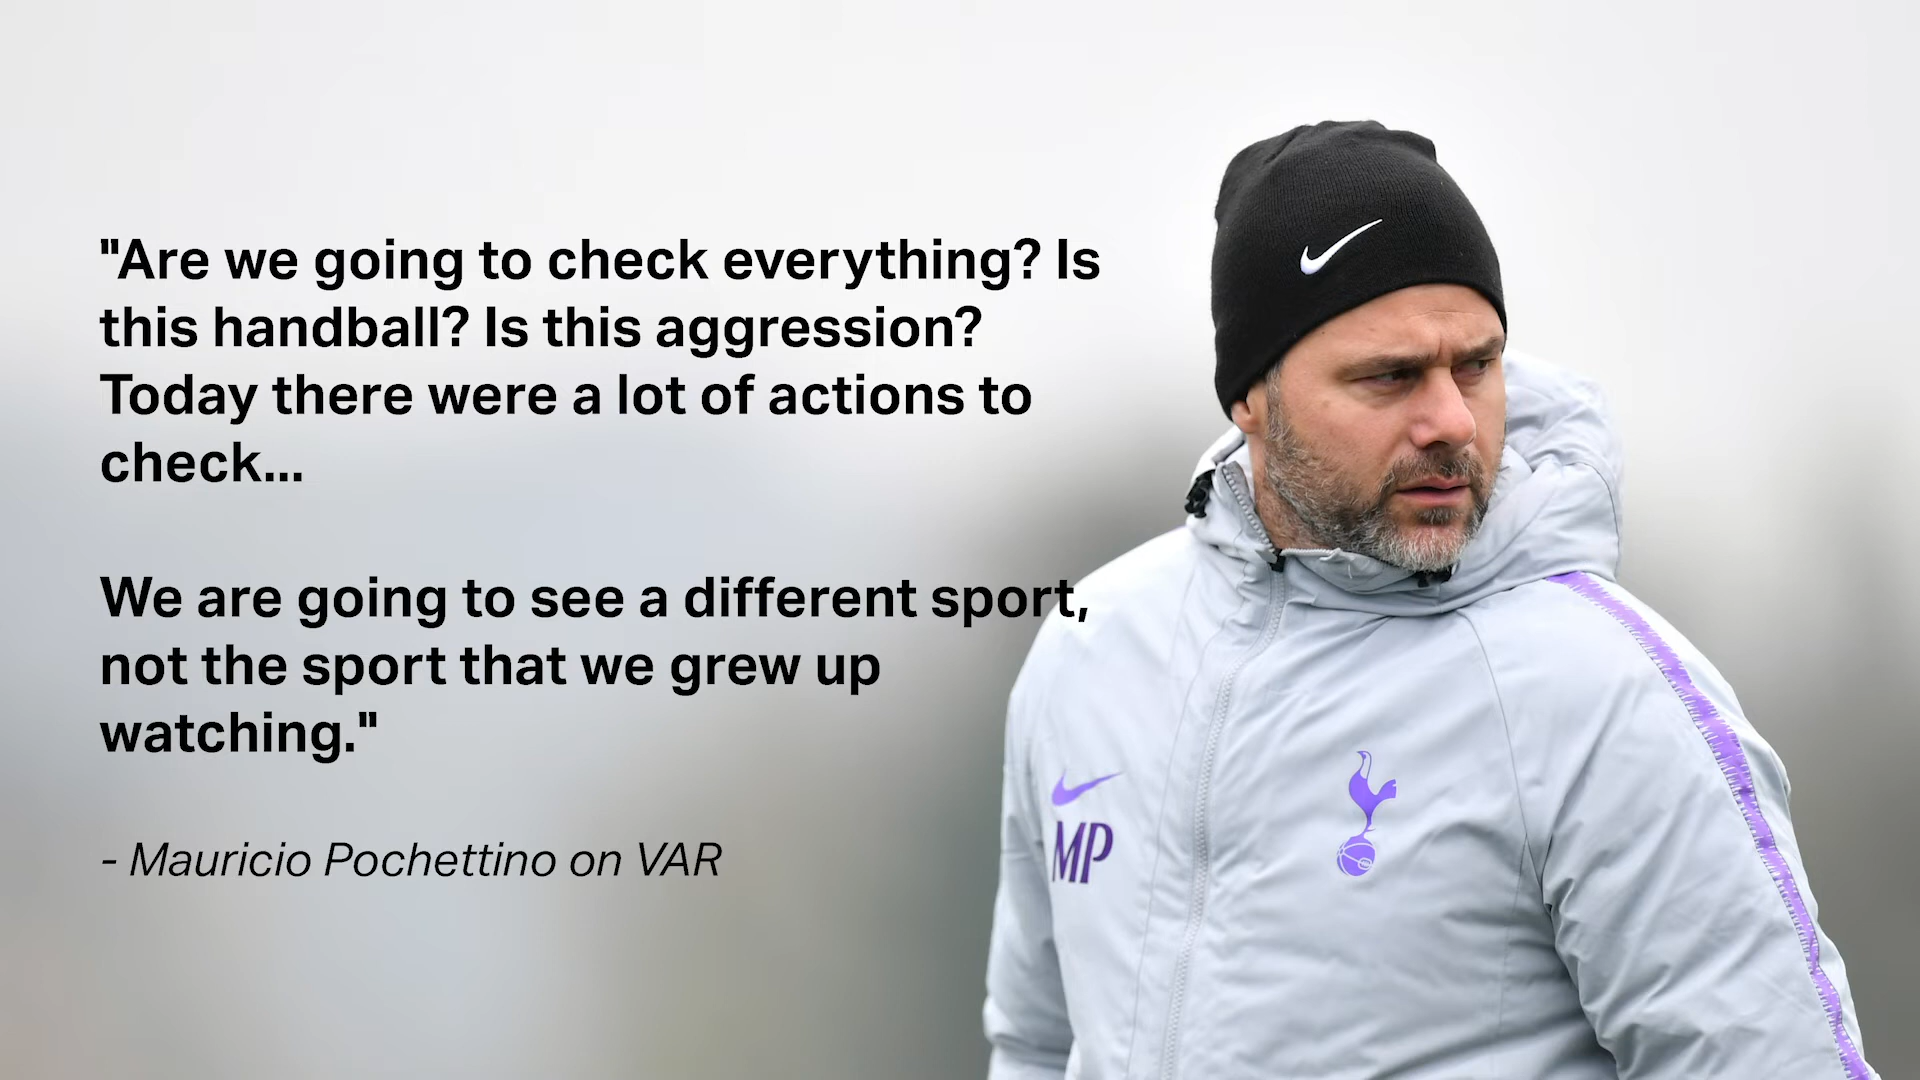 "Are we going to check everything? Is
this handball? Is this aggression?
Today there were a lot of actions to
check...
We are going to see a different sport,
not the sport that we grew up
watching."
- Mauricio Pochettino on VAR
MP